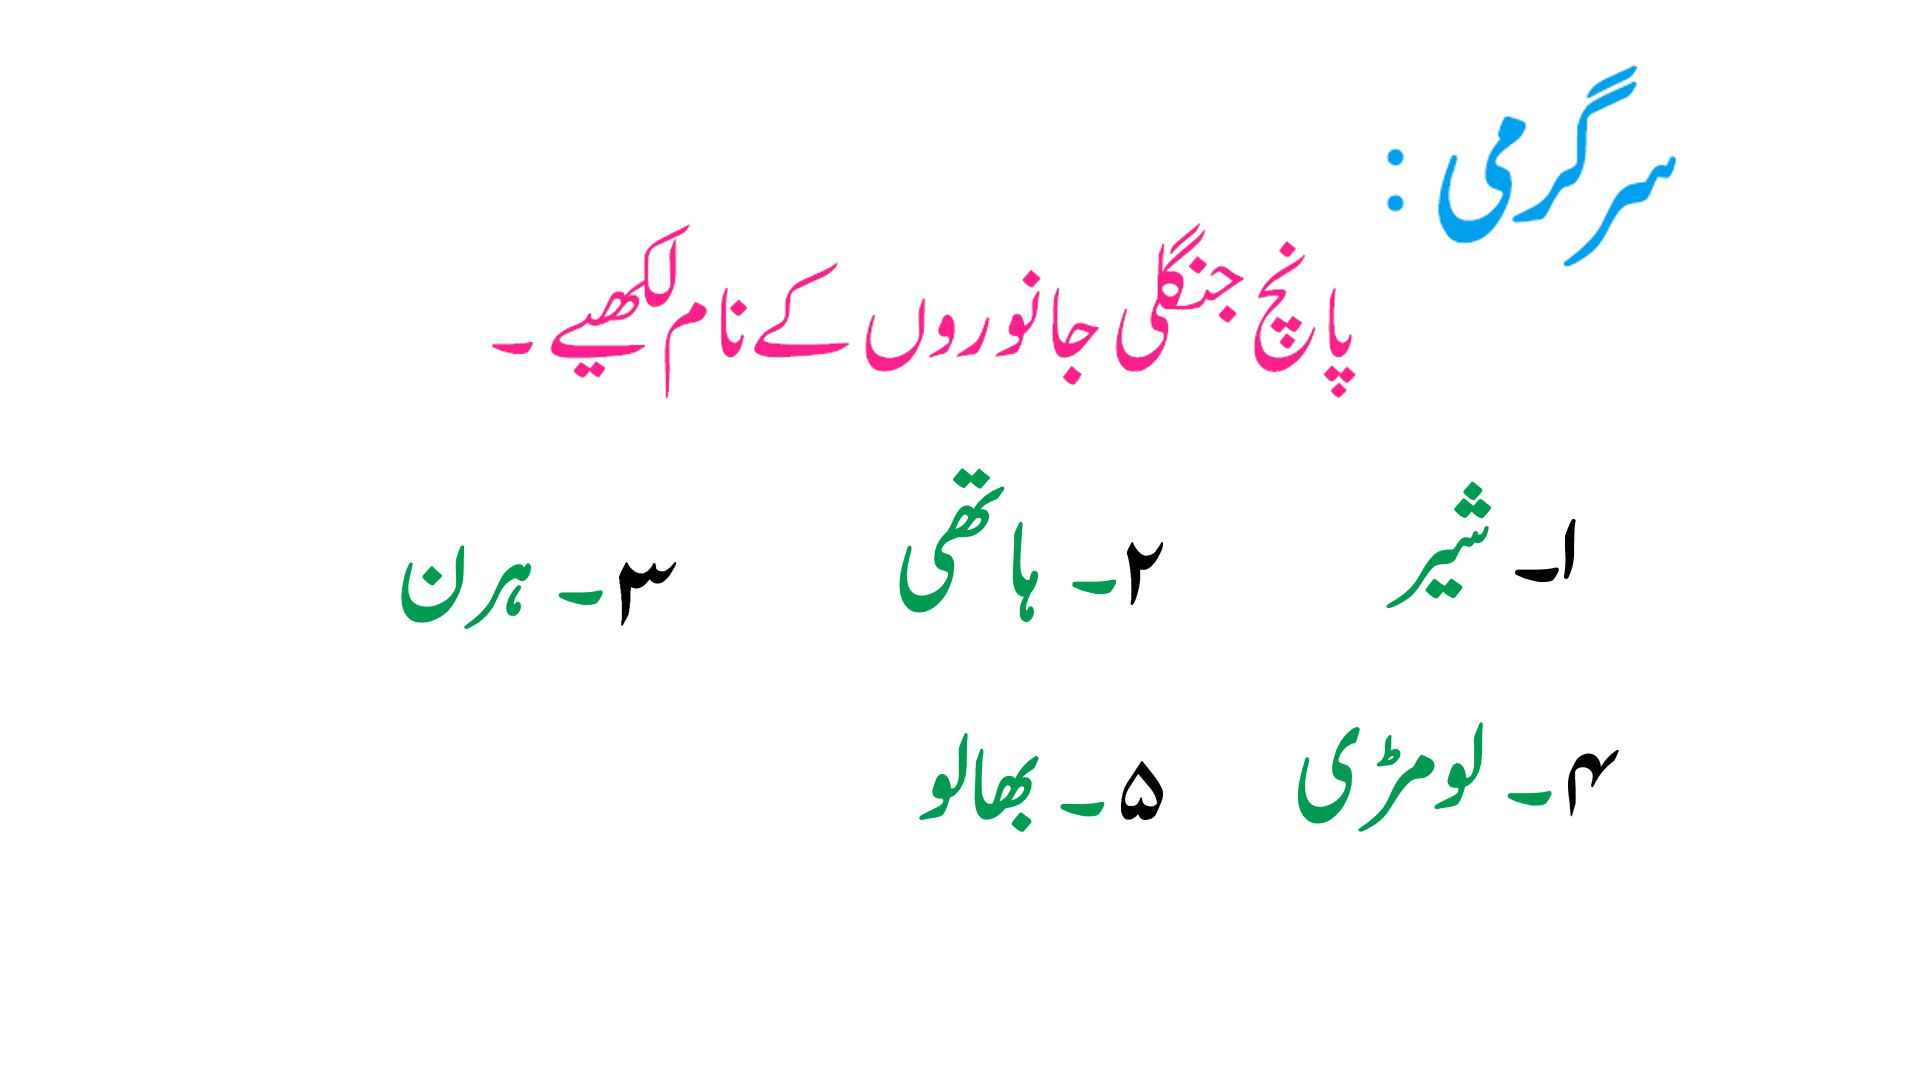 سرگرمی :
پانچ جنگلی جانوروں کے نام لکھیے ۔
۱۔ شیر ۲۔ ہاتھی ۳۔ ہرن
۴۔ لومڑی ۵۔ بھالو